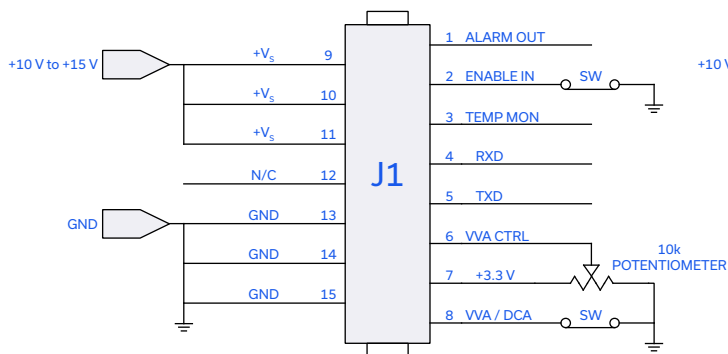 +10 V to +15 V
+Vs 9
+Vs 10
+Vs 11
N/C 12
GND
GND 13
GND 14
GND 15
J1
1 ALARM OUT
2 ENABLE IN SW
3 TEMP MON
4 RXD
5 TXD
6 VVA CTRL
7 +3.3 V
10k
POTENTIOMETER
8 VVA / DCA SW
+10 V